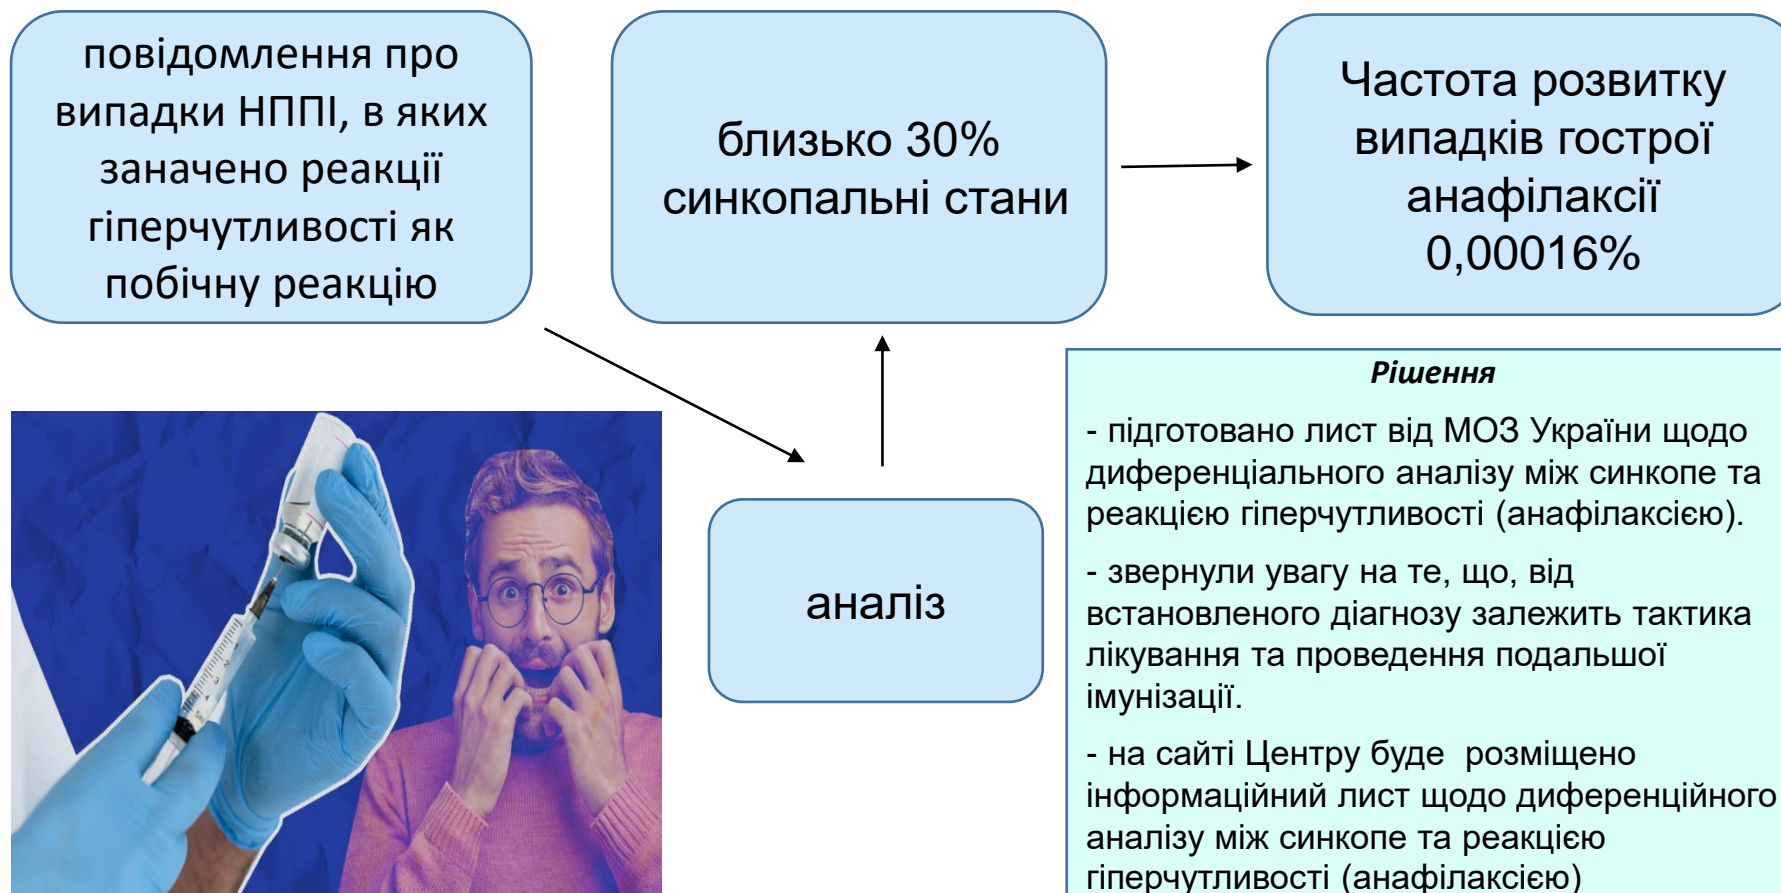 повідомлення про
випадки НППІ, в яких
заначено реакції
гіперчутливості як
побічну реакцію
близько 30%
синкопальні стани
Частота розвитку
випадків гострої
анафілаксії
0,00016%
аналіз
Рішення
- підготовано лист від МОЗ України щодо
диференціального аналізу між синкопе та
реакцією гіперчутливості (анафілаксією).
- звернули увагу на те, що, від
встановленого діагнозу залежить тактика
лікування та проведення подальшої
імунізації.
- на сайті Центру буде  розміщено
інформаційний лист щодо диференційного
аналізу між синкопе та реакцією
гіперчутливості (анафілаксією)